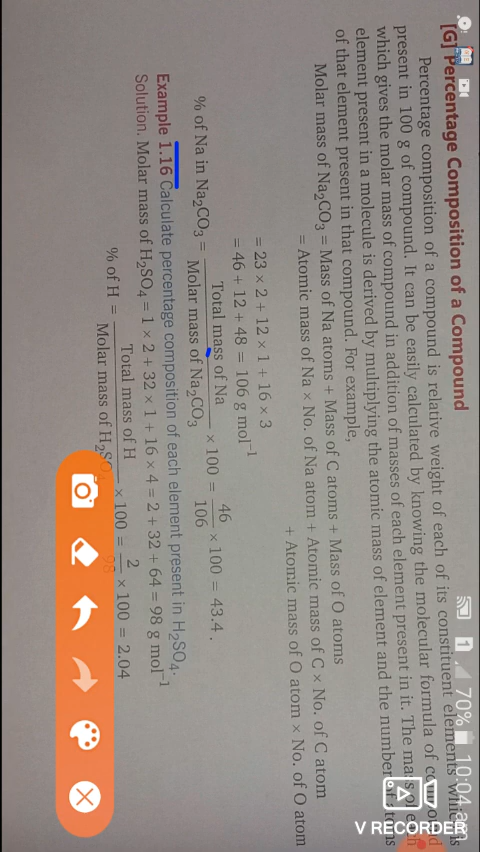 1 70% 10:04 am
[G] Percentage Composition of a Compound
Percentage composition of a compound is relative weight of each of its constituent elements which is
present in 100 g of compound. It can be easily calculated by knowing the molecular formula of compound
which gives the molar mass of compound in addition of masses of each element present in it. The mass of each
element present in a molecule is derived by multiplying the atomic mass of element and the number of atoms
of that element present in that compound. For example,
Molar mass of Na₂CO₃ = Mass of Na atoms + Mass of C atoms + Mass of O atoms
= Atomic mass of Na × No. of Na atom + Atomic mass of C × No. of C atom
+ Atomic mass of O atom × No. of O atom
= 23 × 2 + 12 × 1 + 16 × 3
= 46 + 12 + 48 = 106 g mol⁻¹
% of Na in Na₂CO₃ = Total mass of Na / Molar mass of Na₂CO₃ × 100 = 46 / 106 × 100 = 43.4 .
Example 1.16 Calculate percentage composition of each element present in H₂SO₄.
Solution. Molar mass of H₂SO₄ = 1 × 2 + 32 × 1 + 16 × 4 = 2 + 32 + 64 = 98 g mol⁻¹
% of H = Total mass of H / Molar mass of H₂SO₄ × 100 = 2 / 98 × 100 = 2.04
V RECORDER